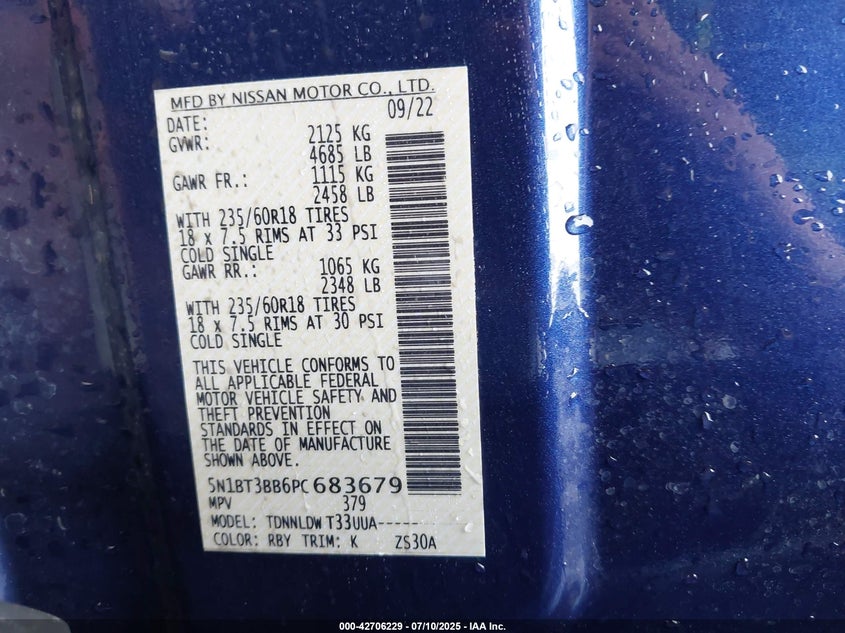 MFD BY NISSAN MOTOR CO., LTD.
DATE: 09/22
GVWR: 2125 KG
4685 LB
GAWR FR.: 1115 KG
2458 LB
WITH 235/60R18 TIRES
18 x 7.5 RIMS AT 33 PSI
COLD SINGLE
GAWR RR.: 1065 KG
2348 LB
WITH 235/60R18 TIRES
18 x 7.5 RIMS AT 30 PSI
COLD SINGLE
THIS VEHICLE CONFORMS TO
ALL APPLICABLE FEDERAL
MOTOR VEHICLE SAFETY AND
THEFT PREVENTION
STANDARDS IN EFFECT ON
THE DATE OF MANUFACTURE
SHOWN ABOVE.
5N1BT3BB6PC683679
MPV 379
MODEL: TDNNLDW T33UUA------
COLOR: RBY TRIM: K ZS30A
000-42706229 - 07/10/2025 - IAA Inc.